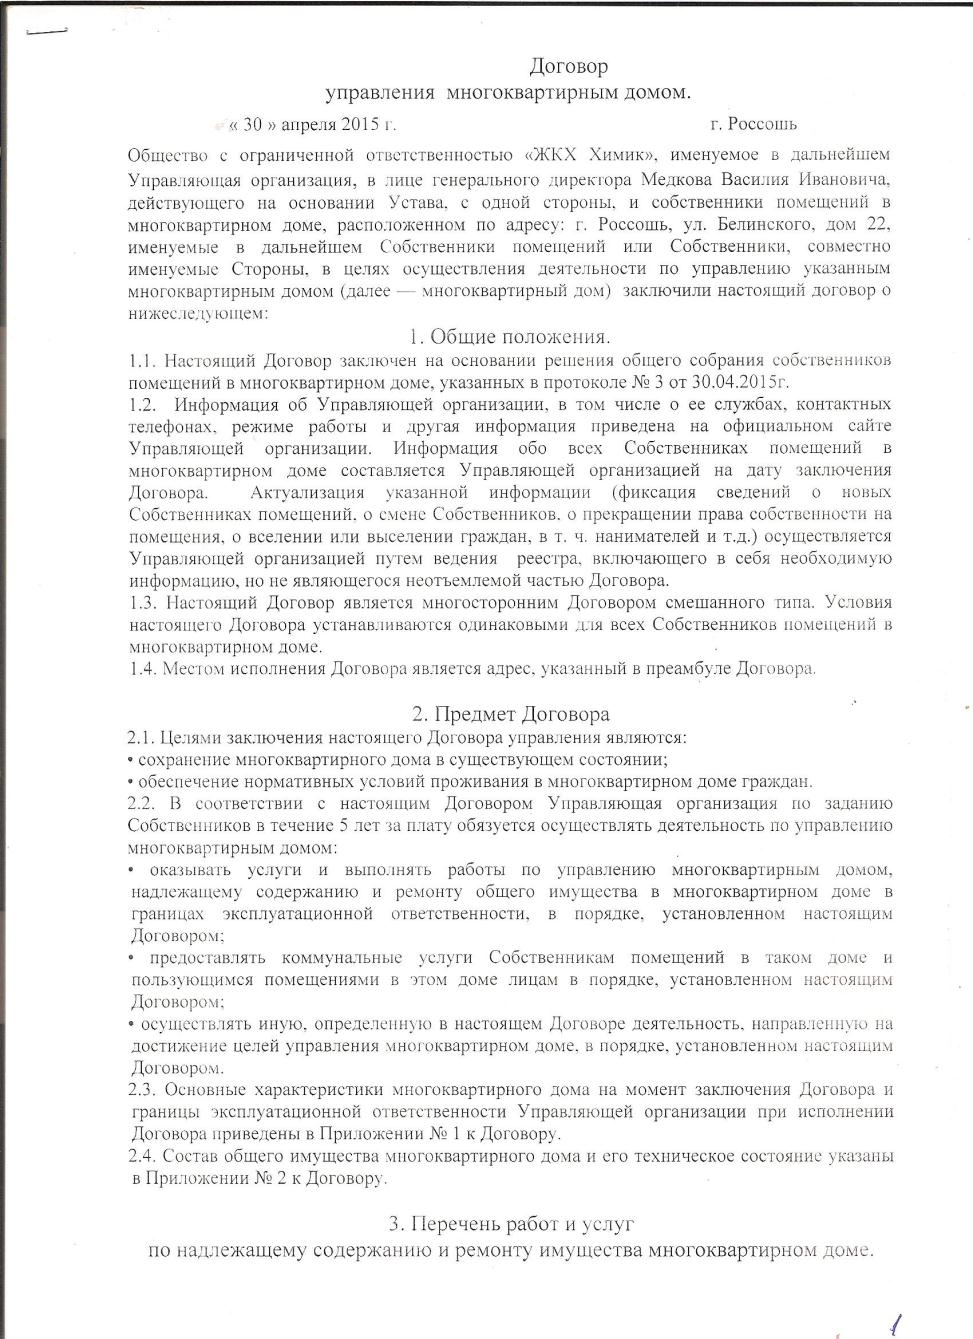 Договор
управления многоквартирным домом.
« 30 » апреля 2015 г. г. Россошь
Общество с ограниченной ответственностью «ЖКХ Химик», именуемое в дальнейшем
Управляющая организация, в лице генерального директора Медкова Василия Ивановича,
действующего на основании Устава, с одной стороны, и собственники помещений в
многоквартирном доме, расположенном по адресу: г. Россошь, ул. Белинского, дом 22,
именуемые в дальнейшем Собственники помещений или Собственники, совместно
именуемые Стороны, в целях осуществления деятельности по управлению указанным
многоквартирным домом (далее — многоквартирный дом) заключили настоящий договор о
нижеследующем:
1. Общие положения.
1.1. Настоящий Договор заключен на основании решения общего собрания собственников
помещений в многоквартирном доме, указанных в протоколе № 3 от 30.04.2015г.
1.2. Информация об Управляющей организации, в том числе о ее службах, контактных
телефонах, режиме работы и другая информация приведена на официальном сайте
Управляющей организации. Информация обо всех Собственниках помещений в
многоквартирном доме составляется Управляющей организацией на дату заключения
Договора. Актуализация указанной информации (фиксация сведений о новых
Собственниках помещений, о смене Собственников, о прекращении права собственности на
помещения, о вселении или выселении граждан, в т. ч. нанимателей и т.д.) осуществляется
Управляющей организацией путем ведения реестра, включающего в себя необходимую
информацию, но не являющегося неотъемлемой частью Договора.
1.3. Настоящий Договор является многосторонним Договором смешанного типа. Условия
настоящего Договора устанавливаются одинаковыми для всех Собственников помещений в
многоквартирном доме.
1.4. Местом исполнения Договора является адрес, указанный в преамбуле Договора.
2. Предмет Договора
2.1. Целями заключения настоящего Договора управления являются:
• сохранение многоквартирного дома в существующем состоянии;
• обеспечение нормативных условий проживания в многоквартирном доме граждан.
2.2. В соответствии с настоящим Договором Управляющая организация по заданию
Собственников в течение 5 лет за плату обязуется осуществлять деятельность по управлению
многоквартирным домом:
• оказывать услуги и выполнять работы по управлению многоквартирным домом,
надлежащему содержанию и ремонту общего имущества в многоквартирном доме в
границах эксплуатационной ответственности, в порядке, установленном настоящим
Договором;
• предоставлять коммунальные услуги Собственникам помещений в таком доме и
пользующимся помещениями в этом доме лицам в порядке, установленном настоящим
Договором;
• осуществлять иную, определенную в настоящем Договоре деятельность, направленную на
достижение целей управления многоквартирном доме, в порядке, установленном настоящим
Договором.
2.3. Основные характеристики многоквартирного дома на момент заключения Договора и
границы эксплуатационной ответственности Управляющей организации при исполнении
Договора приведены в Приложении № 1 к Договору.
2.4. Состав общего имущества многоквартирного дома и его техническое состояние указаны
в Приложении № 2 к Договору.
3. Перечень работ и услуг
по надлежащему содержанию и ремонту имущества многоквартирном доме.
1